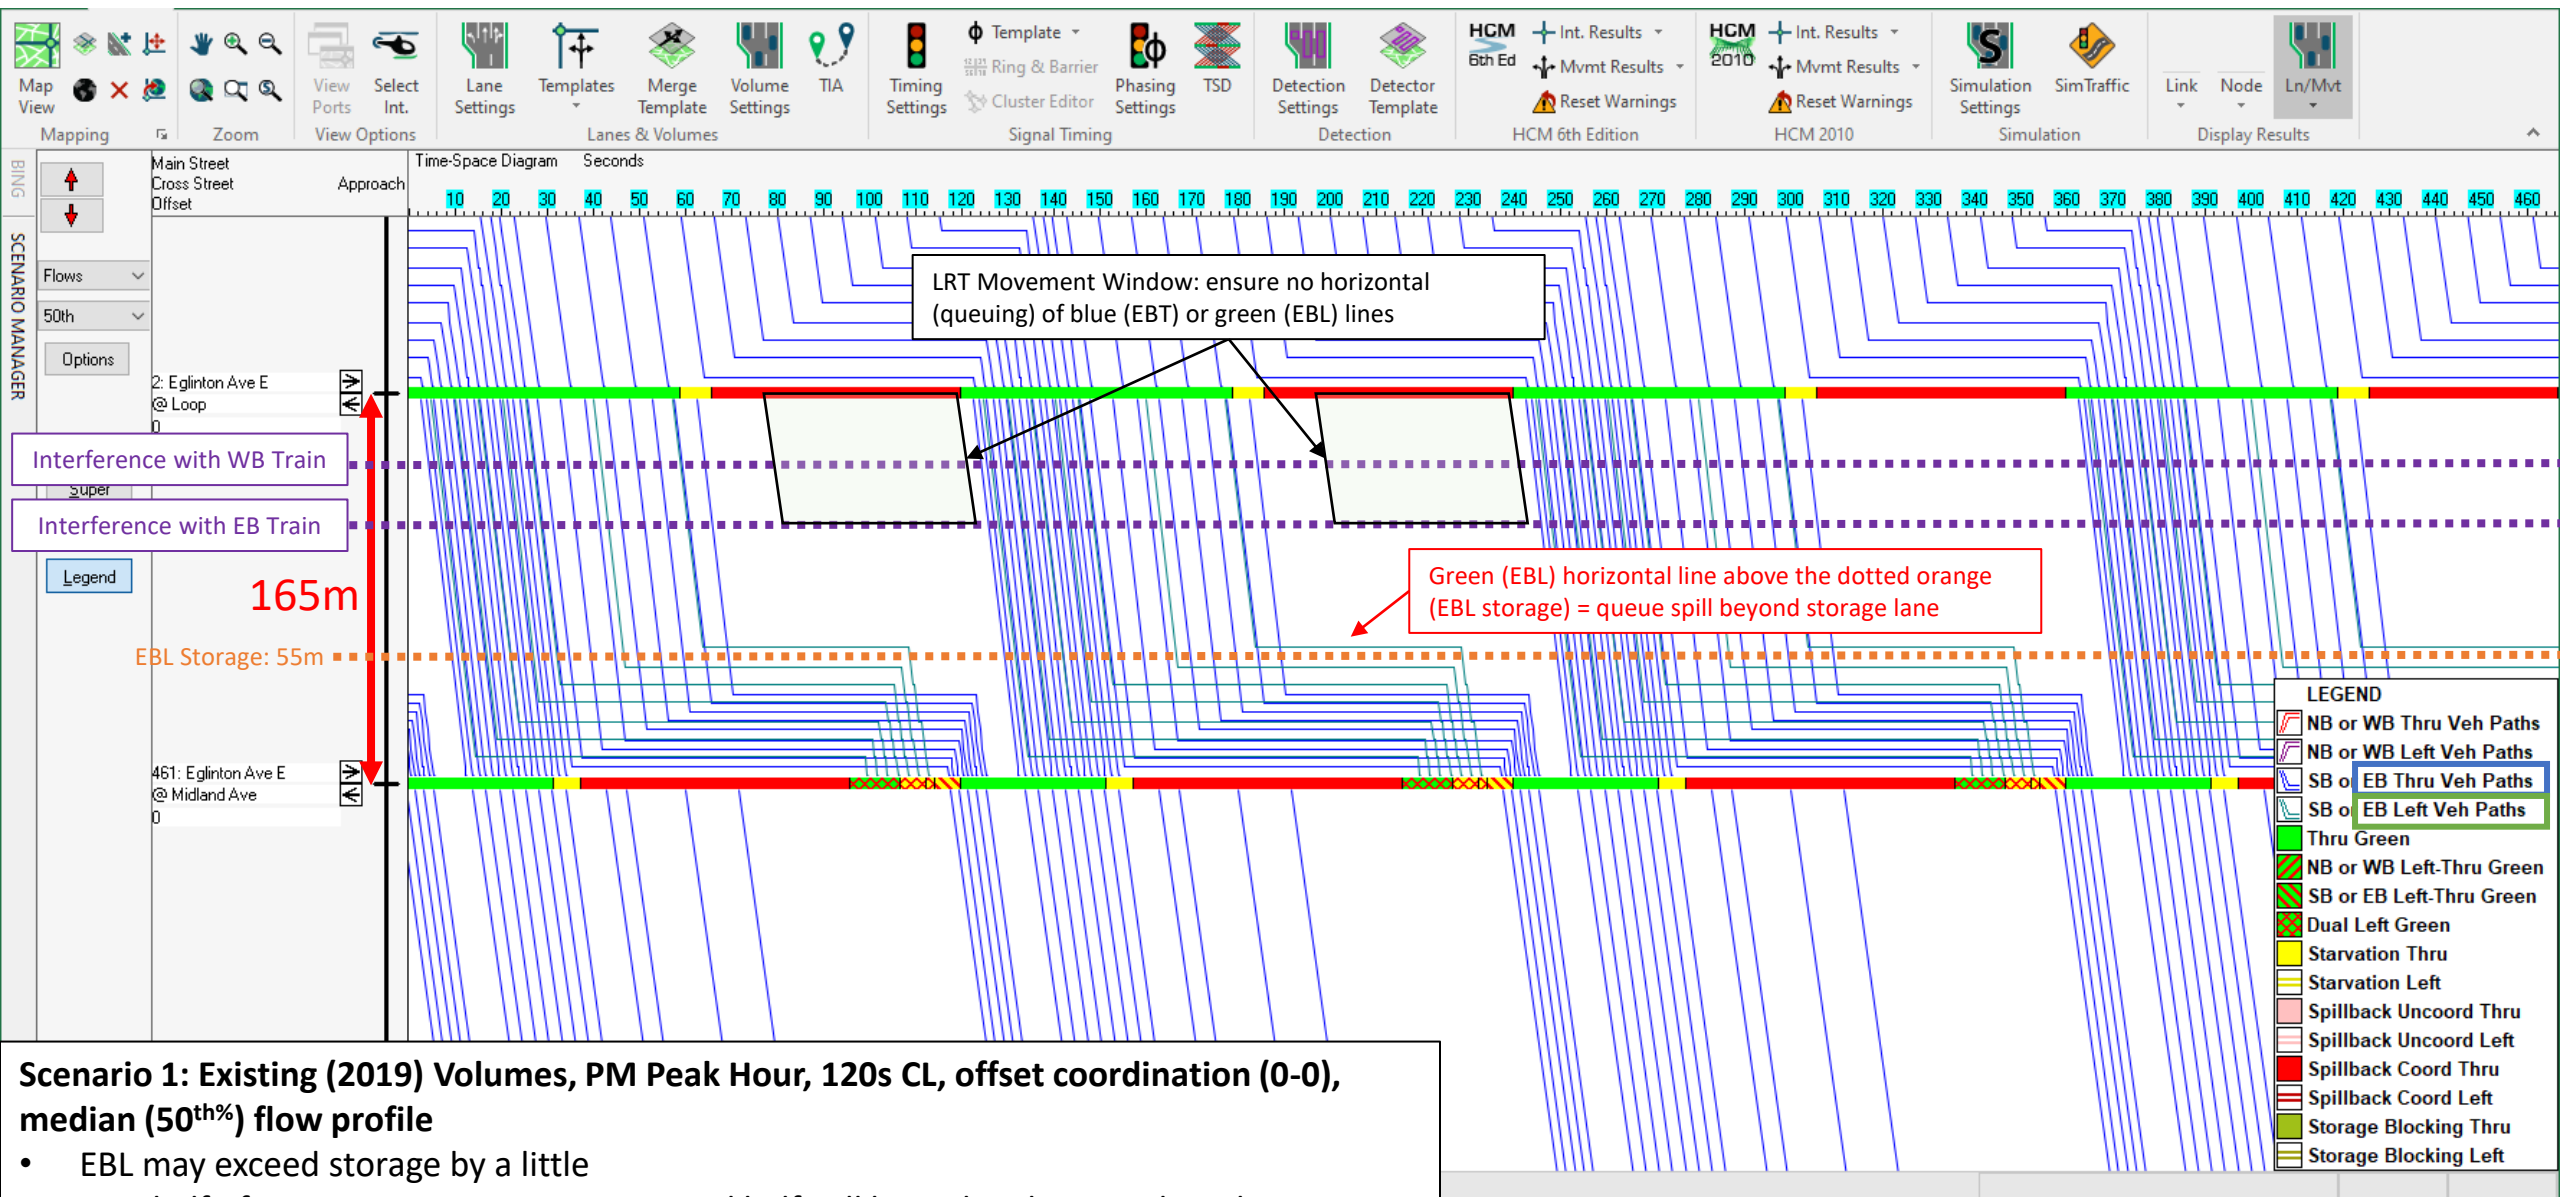 Map View
Mapping
Zoom
View Ports
Select Int.
View Options
Lane Settings
Templates
Merge Template
Volume Settings
TIA
Lanes & Volumes
Timing Settings
Φ Template
Ring & Barrier
Cluster Editor
Phasing Settings
TSD
Signal Timing
Detection Settings
Detector Template
Detection
HCM 6th Ed
Int. Results
Mvmt Results
Reset Warnings
HCM 6th Edition
HCM 2010
Int. Results
Mvmt Results
Reset Warnings
HCM 2010
Simulation Settings
SimTraffic
Simulation
Link
Node
Ln/Mvt
Display Results
BING
SCENARIO MANAGER
Main Street
Cross Street
Offset
Approach
Time-Space Diagram Seconds
10 20 30 40 50 60 70 80 90 100 110 120 130 140 150 160 170 180 190 200 210 220 230 240 250 260 270 280 290 300 310 320 330 340 350 360 370 380 390 400 410 420 430 440 450 460
Flows
50th
Options
LRT Movement Window: ensure no horizontal
(queuing) of blue (EBT) or green (EBL) lines
2: Eglinton Ave E
@ Loop
0
Interference with WB Train
Super
Interference with EB Train
Legend
165m
Green (EBL) horizontal line above the dotted orange
(EBL storage) = queue spill beyond storage lane
EBL Storage: 55m
461: Eglinton Ave E
@ Midland Ave
0
LEGEND
NB or WB Thru Veh Paths
NB or WB Left Veh Paths
SB or EB Thru Veh Paths
SB or EB Left Veh Paths
Thru Green
NB or WB Left-Thru Green
SB or EB Left-Thru Green
Dual Left Green
Starvation Thru
Starvation Left
Spillback Uncoord Thru
Spillback Uncoord Left
Spillback Coord Thru
Spillback Coord Left
Storage Blocking Thru
Storage Blocking Left
Scenario 1: Existing (2019) Volumes, PM Peak Hour, 120s CL, offset coordination (0-0),
median (50th%) flow profile
• EBL may exceed storage by a little